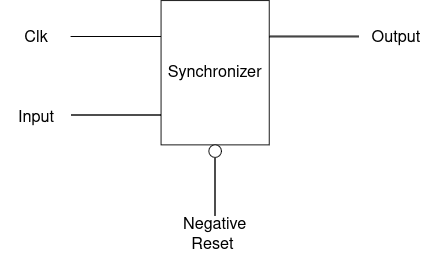 Clk
Output
Synchronizer
Input
Negative
Reset